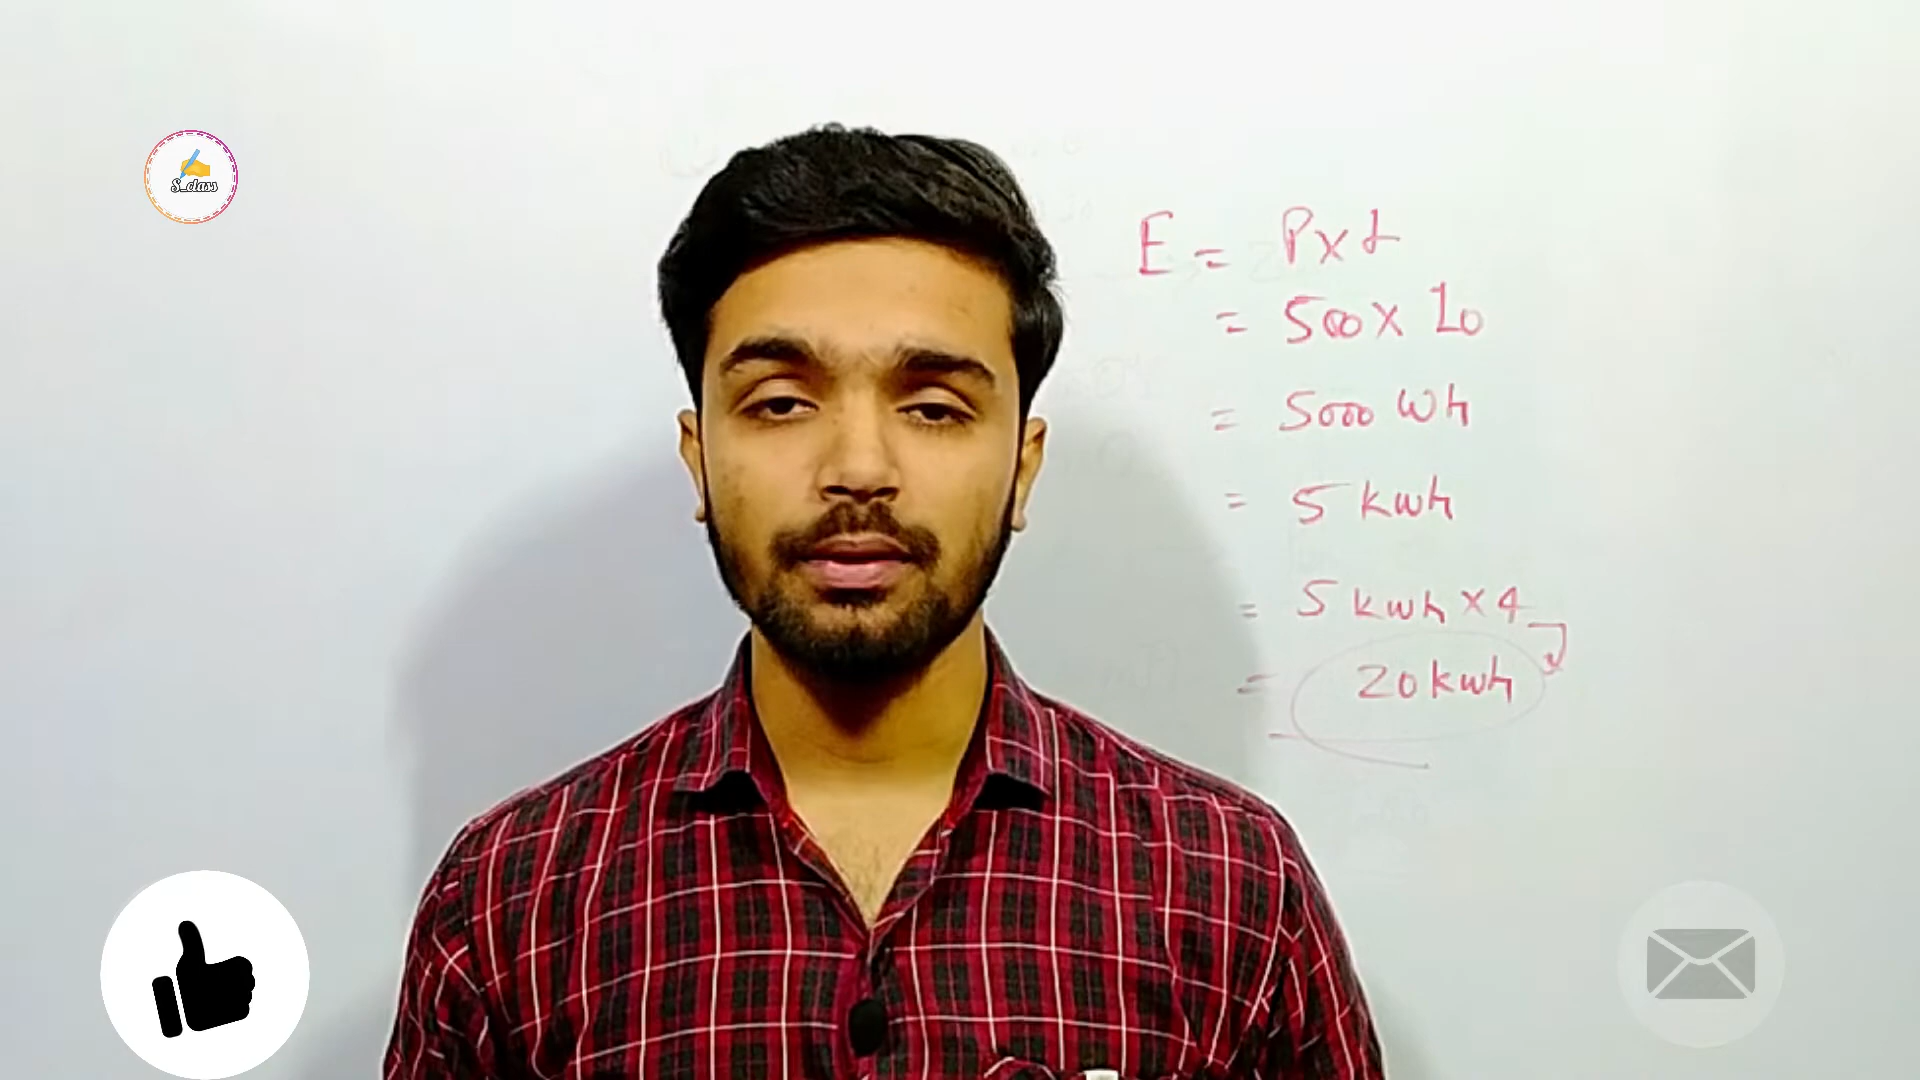 S_class
E = P x t
= 500 x 10
= 5000 Wh
= 5 kwh
= 5 kwh x 4
= 20 kwh